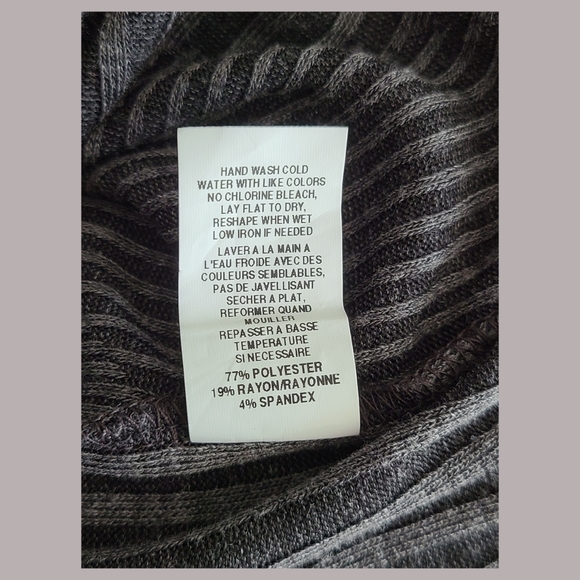 HAND WASH COLD
WATER WITH LIKE COLORS
NO CHLORINE BLEACH,
LAY FLAT TO DRY,
RESHAPE WHEN WET
LOW IRON IF NEEDED
LAVER A LA MAIN A
L'EAU FROIDE AVEC DES
COULEURS SEMBLABLES,
PAS DE JAVELLISANT
SECHER A PLAT,
REFORMER QUAND
MOUILLER
REPASSER A BASSE
TEMPERATURE
SI NECESSAIRE
77% POLYESTER
19% RAYON/RAYONNE
4% SPANDEX